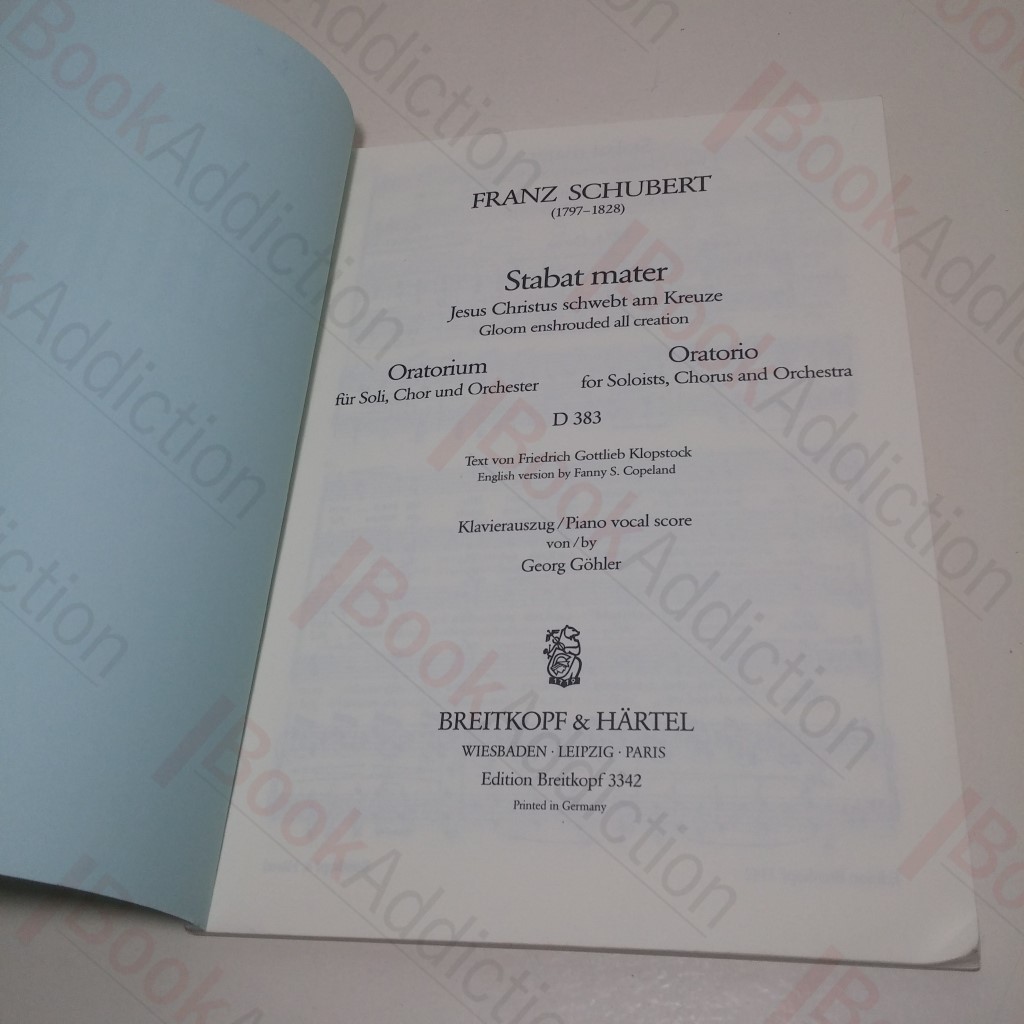 FRANZ SCHUBERT
(1797–1828)
Stabat mater
Jesus Christus schwebt am Kreuze
Gloom enshrouded all creation
Oratorium
für Soli, Chor und Orchester
Oratorio
for Soloists, Chorus and Orchestra
D 383
Text von Friedrich Gottlieb Klopstock
English version by Fanny S. Copeland
Klavierauszug/Piano vocal score
von/by
Georg Göhler
1719
BREITKOPF & HÄRTEL
WIESBADEN · LEIPZIG · PARIS
Edition Breitkopf 3342
Printed in Germany
BookAddiction